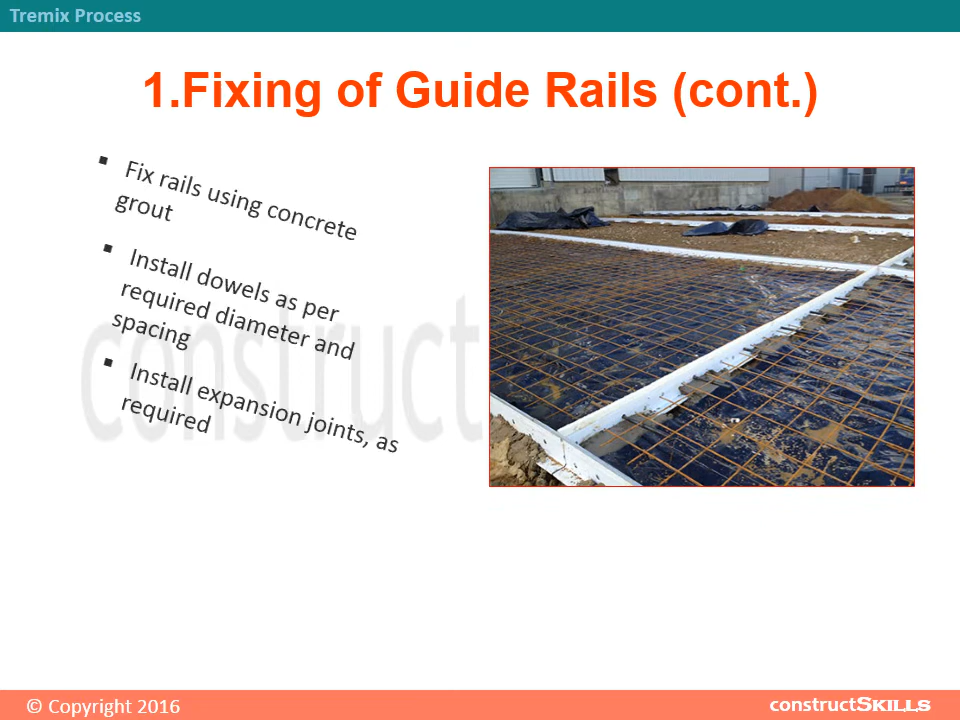 Tremix Process
1.Fixing of Guide Rails (cont.)
▪ Fix rails using concrete
grout
▪ Install dowels as per
required diameter and
spacing
▪ Install expansion joints, as
required
construct
© Copyright 2016
constructSKILLS